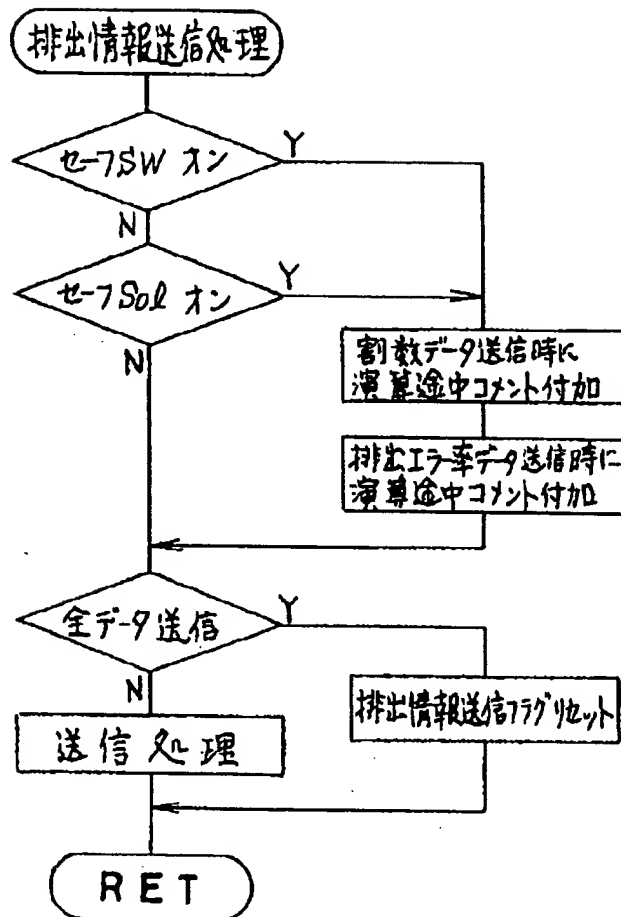 排出情報送信処理
セーフSW オン
Y
N
セーフSol オン
Y
N
割数データ送信時に
演算途中コメント付加
排出エラー率データ送信時に
演算途中コメント付加
全データ送信
Y
N
排出情報送信フラグリセット
送信処理
RET